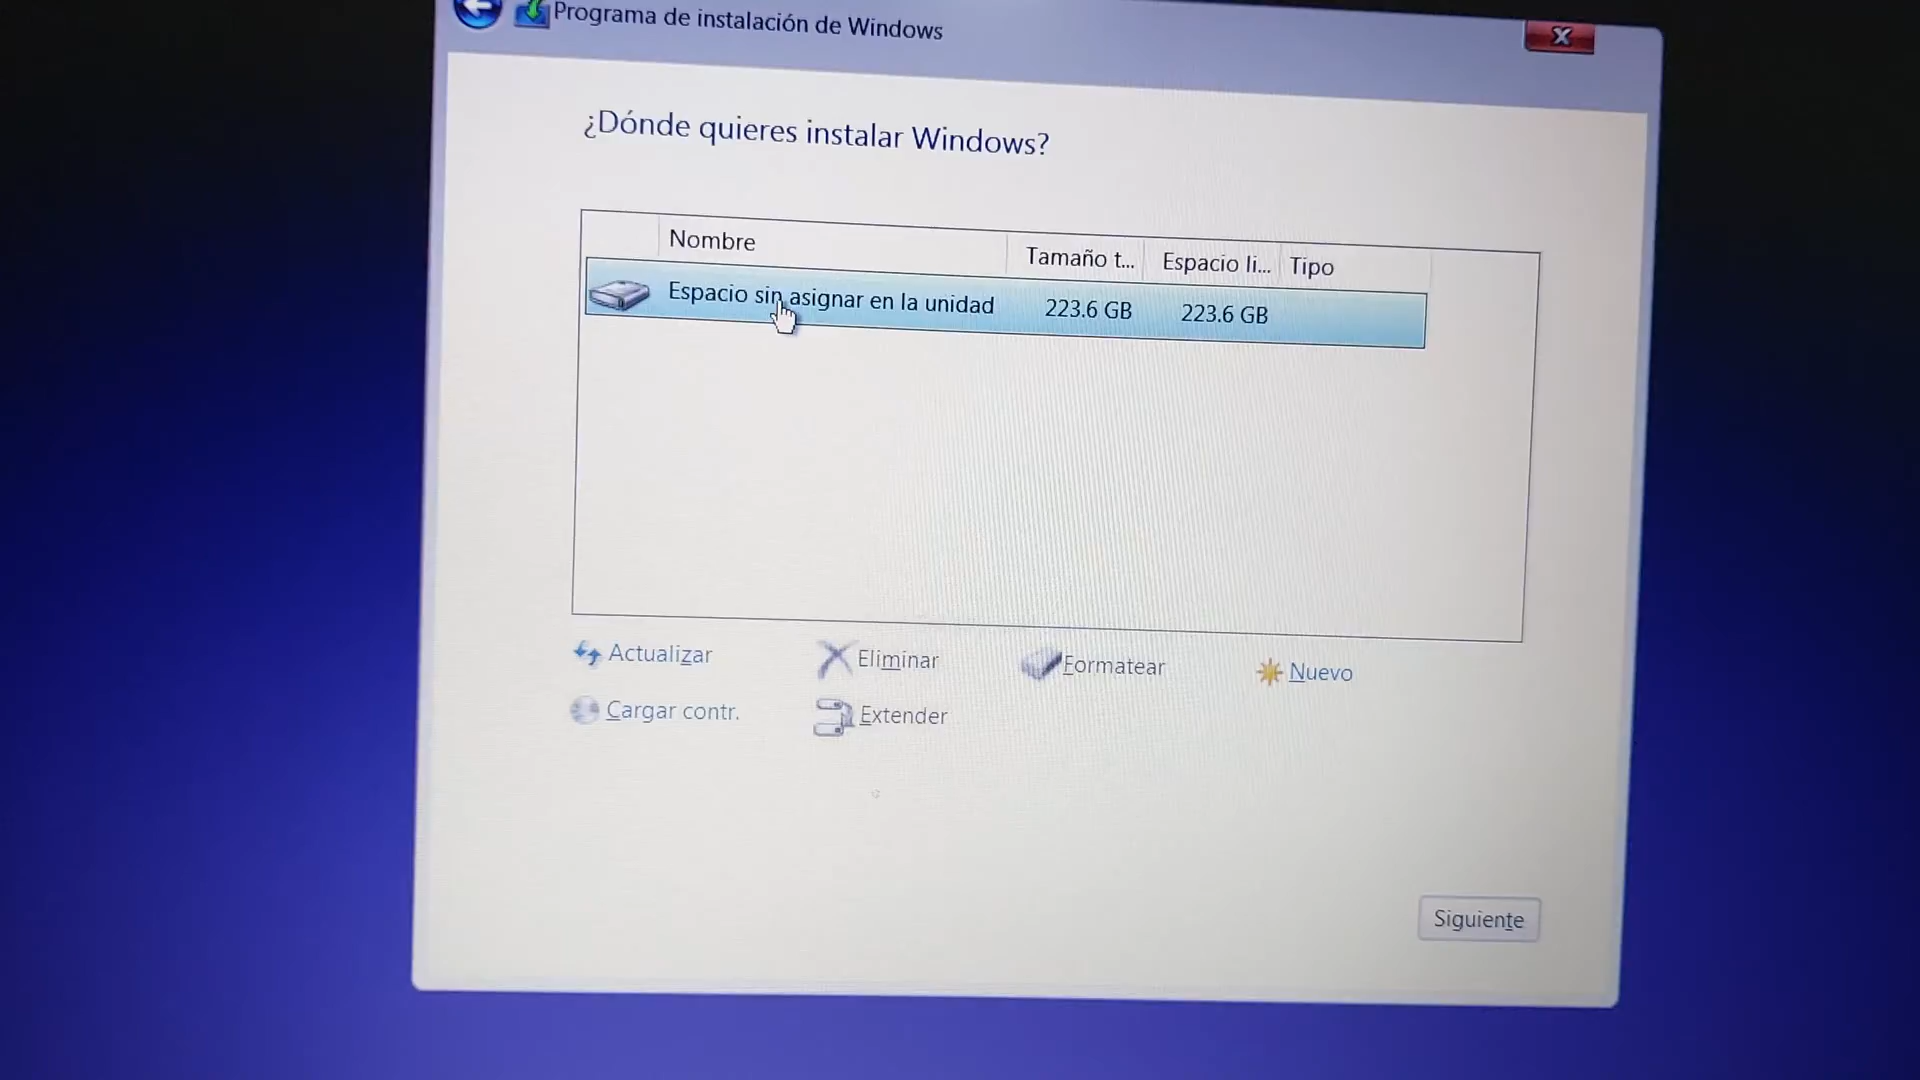 Programa de instalación de Windows
¿Dónde quieres instalar Windows?
Nombre Tamaño t... Espacio li... Tipo
Espacio sin asignar en la unidad 223.6 GB 223.6 GB
Actualizar Eliminar Formatear Nuevo
Cargar contr. Extender
Siguiente